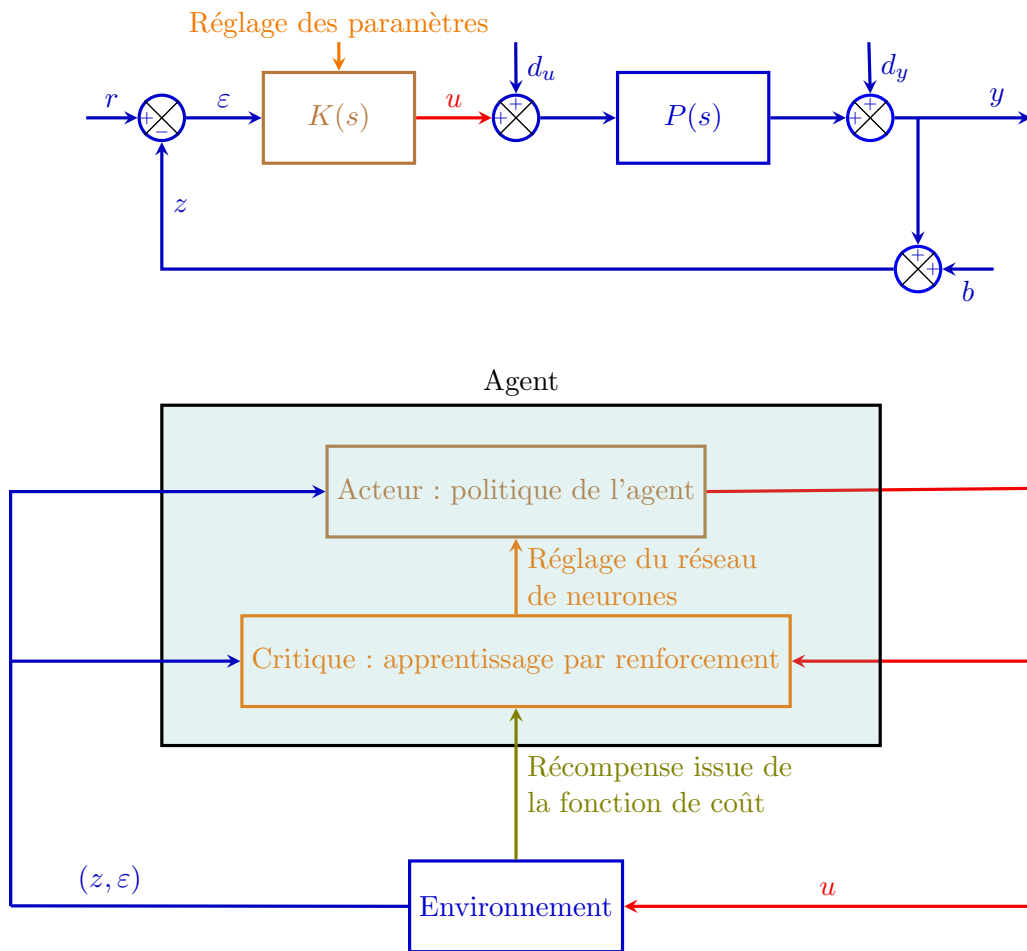 Réglage des paramètres
r
+
−
ε
K(s)
u
d_u
+
+
P(s)
d_y
+
+
y
z
+
+
b
Agent
Acteur : politique de l'agent
Réglage du réseau
de neurones
Critique : apprentissage par renforcement
Récompense issue de
la fonction de coût
(z, ε)
Environnement
u